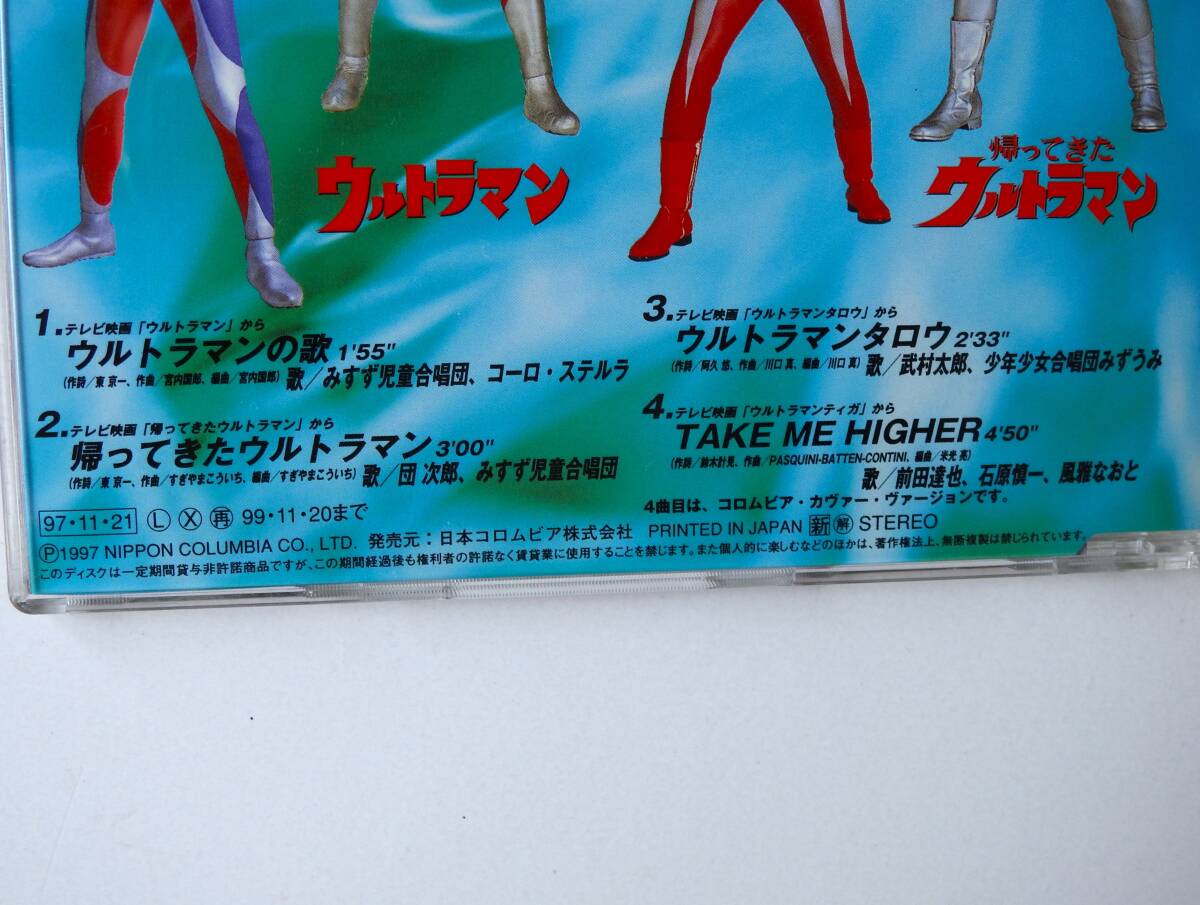 ウルトラマン
帰ってきた
ウルトラマン
1.テレビ映画「ウルトラマン」から
ウルトラマンの歌 1'55"
(作詩/東 京一、作曲/宮内国郎、編曲/宮内国郎) 歌/みすず児童合唱団、コーロ・ステルラ
2.テレビ映画「帰ってきたウルトラマン」から
帰ってきたウルトラマン 3'00"
(作詩/東 京一、作曲/すぎやまこういち、編曲/すぎやまこういち) 歌/団 次郎、みすず児童合唱団
3.テレビ映画「ウルトラマンタロウ」から
ウルトラマンタロウ 2'33"
(作詩/阿久 悠、作曲/川口 真、編曲/川口 真) 歌/武村太郎、少年少女合唱団みずうみ
4.テレビ映画「ウルトラマンティガ」から
TAKE ME HIGHER 4'50"
(作詩/鈴木計見、作曲/PASQUINI-BATTEN-CONTINI、編曲/米光 亮)
歌/前田達也、石原慎一、風雅なおと
4曲目は、コロムビア・カヴァー・ヴァージョンです。
97・11・21 Ⓛ Ⓧ ㊢ 99・11・20まで
Ⓟ1997 NIPPON COLUMBIA CO., LTD. 発売元:日本コロムビア株式会社 PRINTED IN JAPAN 新 解 STEREO
このディスクは一定期間貸与非許諾商品ですが、この期間経過後も権利者の許諾なく賃貸業に使用することを禁じます。また個人的に楽しむなどのほかは、著作権法上、無断複製は禁じられています。